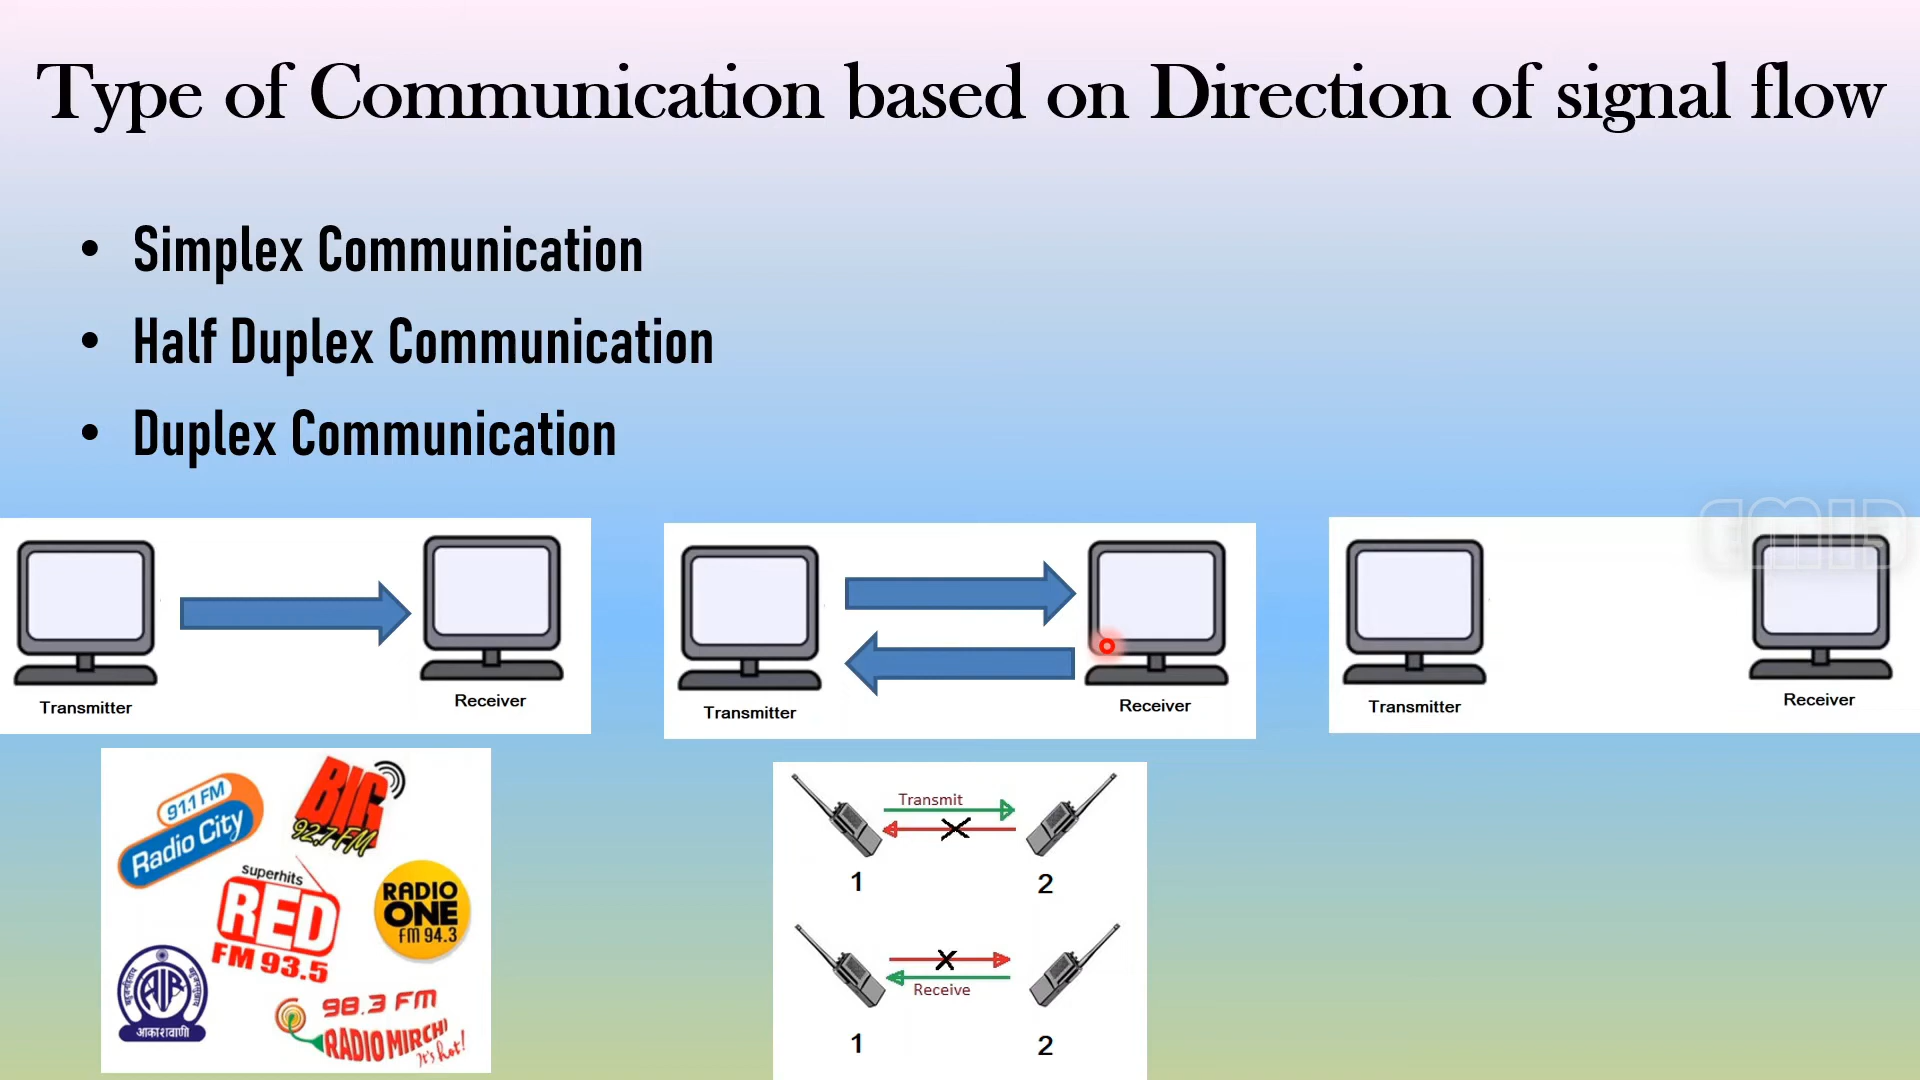 Type of Communication based on Direction of signal flow
• Simplex Communication
• Half Duplex Communication
• Duplex Communication
Transmitter
Receiver
Transmitter
Receiver
Transmitter
Receiver
91.1 FM
Radio City
BIG
92.7 FM
superhits
RED
FM 93.5
RADIO
ONE
FM 94.3
AIR
आकाशवाणी
98.3 FM
RADIO MIRCHI
It's hot!
Transmit
1
2
Receive
1
2